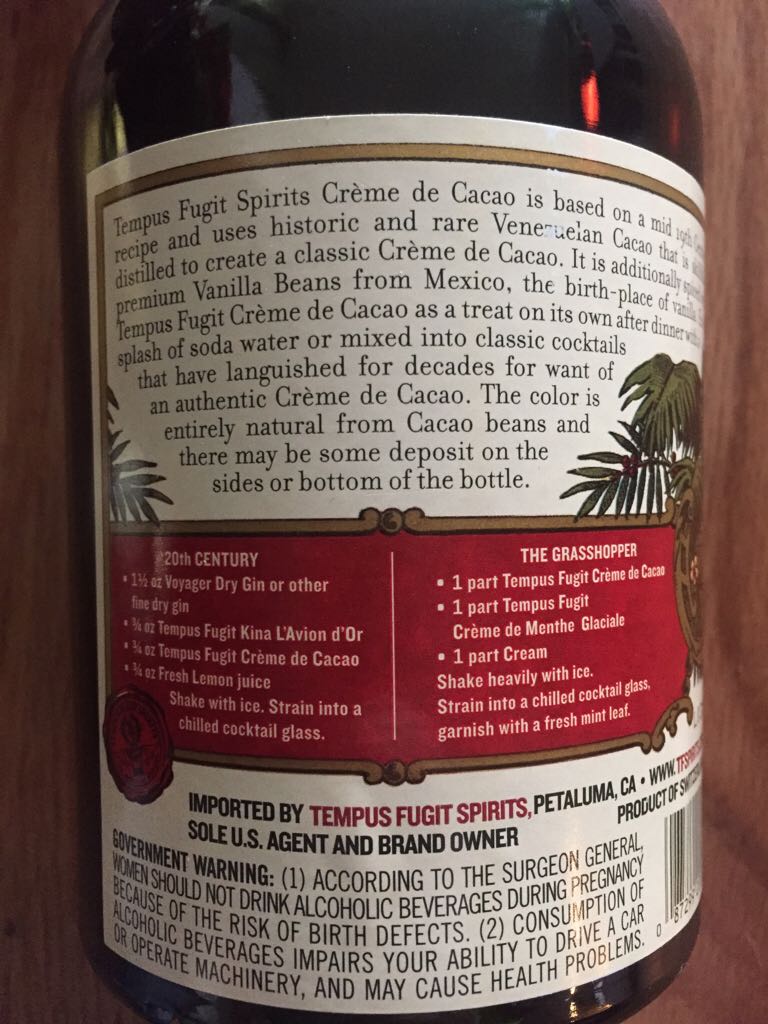 Tempus Fugit Spirits Crème de Cacao is based on a mid 19th
recipe and uses historic and rare Venezuelan Cacao that is
distilled to create a classic Crème de Cacao. It is additionally
premium Vanilla Beans from Mexico, the birth-place of vanilla.
Tempus Fugit Crème de Cacao as a treat on its own after dinner with
splash of soda water or mixed into classic cocktails
that have languished for decades for want of
an authentic Crème de Cacao. The color is
entirely natural from Cacao beans and
there may be some deposit on the
sides or bottom of the bottle.
20th CENTURY
• 1½ oz Voyager Dry Gin or other
fine dry gin
• ¾ oz Tempus Fugit Kina L'Avion d'Or
• ¾ oz Tempus Fugit Crème de Cacao
• ¾ oz Fresh Lemon juice
Shake with ice. Strain into a
chilled cocktail glass.
THE GRASSHOPPER
• 1 part Tempus Fugit Crème de Cacao
• 1 part Tempus Fugit
Crème de Menthe Glaciale
• 1 part Cream
Shake heavily with ice.
Strain into a chilled cocktail glass,
garnish with a fresh mint leaf.
IMPORTED BY TEMPUS FUGIT SPIRITS, PETALUMA, CA • WWW.
SOLE U.S. AGENT AND BRAND OWNER
PRODUCT OF
GOVERNMENT WARNING: (1) ACCORDING TO THE SURGEON GENERAL,
WOMEN SHOULD NOT DRINK ALCOHOLIC BEVERAGES DURING PREGNANCY
BECAUSE OF THE RISK OF BIRTH DEFECTS. (2) CONSUMPTION OF
ALCOHOLIC BEVERAGES IMPAIRS YOUR ABILITY TO DRIVE A CAR
OR OPERATE MACHINERY, AND MAY CAUSE HEALTH PROBLEMS.